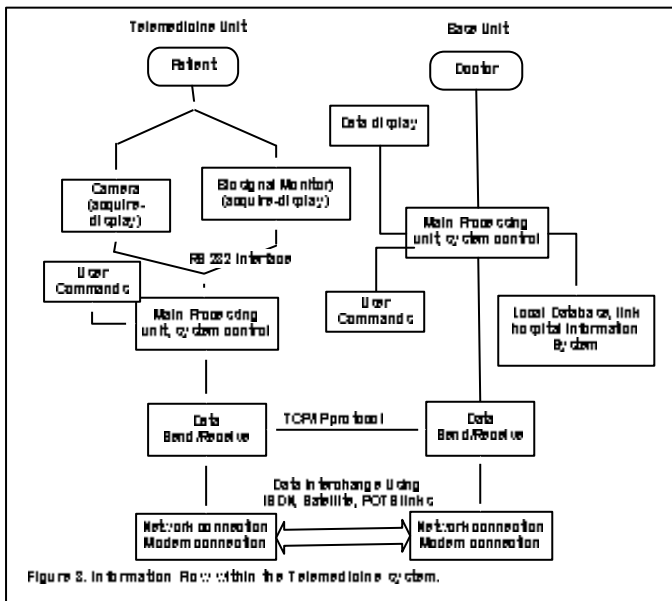 Telemedicine Unit
Base Unit
Patient
Doctor
Data display
Camera
(acquire-
display)
Biosignal Monitor)
(acquire-display)
Main Processing
unit, system control
RS 232 Interface
User
Commands
User
Commands
Main Processing
unit, system control
Local Database, link
hospital Information
System
Data
Send/Receive
TCP/IP protocol
Data
Send/Receive
Data Interchange Using
ISDN, Satellite, POTS links
Network connection
Modem connection
Network connection
Modem connection
Figure 3. Information Flow within the Telemedicine system.